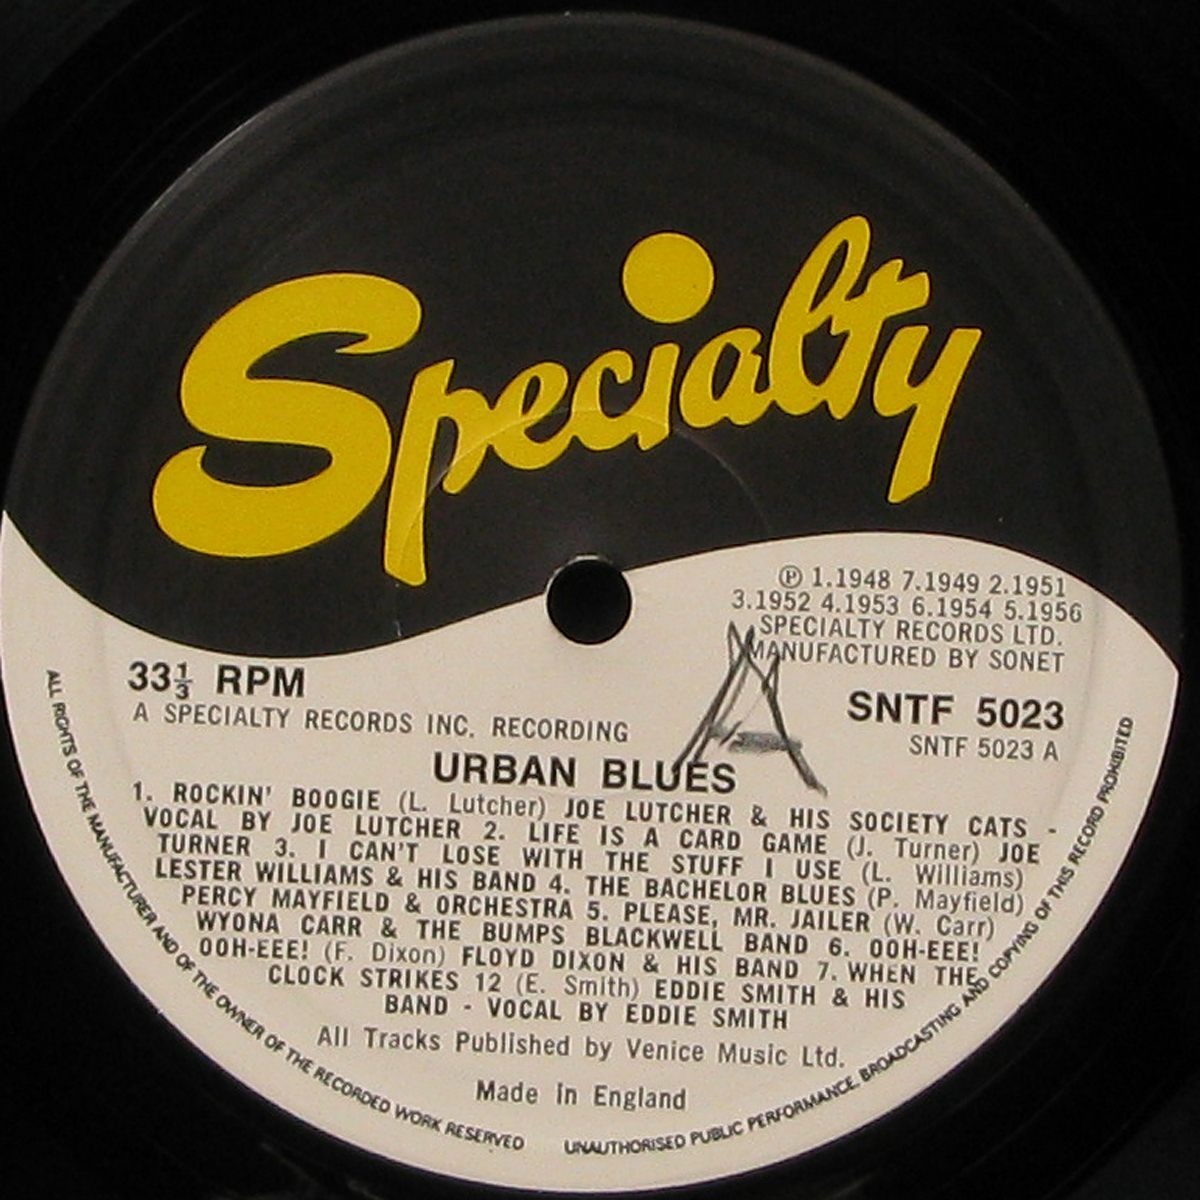 Specialty
℗ 1.1948 7.1949 2.1951
3.1952 4.1953 6.1954 5.1956
SPECIALTY RECORDS LTD.
MANUFACTURED BY SONET
33⅓ RPM
A SPECIALTY RECORDS INC. RECORDING
A
SNTF 5023
SNTF 5023 A
URBAN BLUES
1. ROCKIN' BOOGIE (L. Lutcher) JOE LUTCHER & HIS SOCIETY CATS -
VOCAL BY JOE LUTCHER 2. LIFE IS A CARD GAME (J. Turner) JOE
TURNER 3. I CAN'T LOSE WITH THE STUFF I USE (L. Williams)
LESTER WILLIAMS & HIS BAND 4. THE BACHELOR BLUES (P. Mayfield)
PERCY MAYFIELD & ORCHESTRA 5. PLEASE, MR. JAILER (W. Carr)
WYONA CARR & THE BUMPS BLACKWELL BAND 6. OOH-EEE!
OOH-EEE! (F. Dixon) FLOYD DIXON & HIS BAND 7. WHEN THE
CLOCK STRIKES 12 (E. Smith) EDDIE SMITH & HIS
BAND - VOCAL BY EDDIE SMITH
All Tracks Published by Venice Music Ltd.
Made in England
ALL RIGHTS OF THE MANUFACTURER AND OF THE OWNER OF THE RECORDED WORK RESERVED
UNAUTHORISED PUBLIC PERFORMANCE, BROADCASTING AND COPYING OF THIS RECORD PROHIBITED